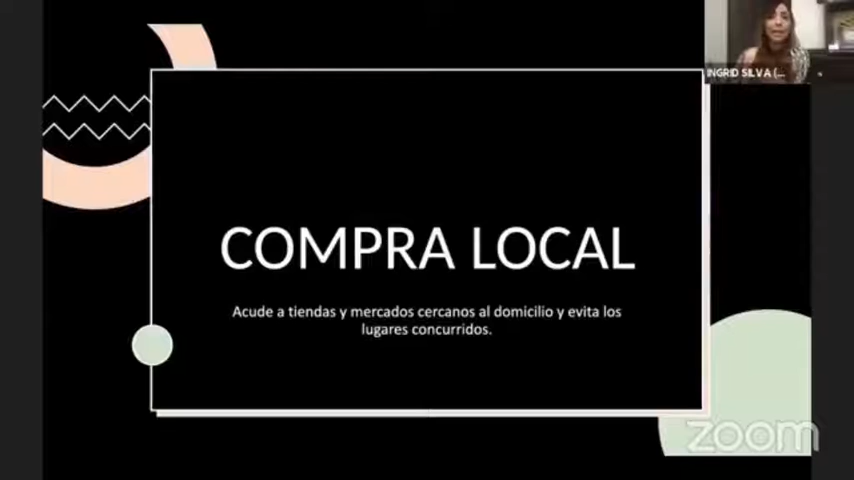 INGRID SILVA (...
COMPRA LOCAL
Acude a tiendas y mercados cercanos al domicilio y evita los
lugares concurridos.
zoom